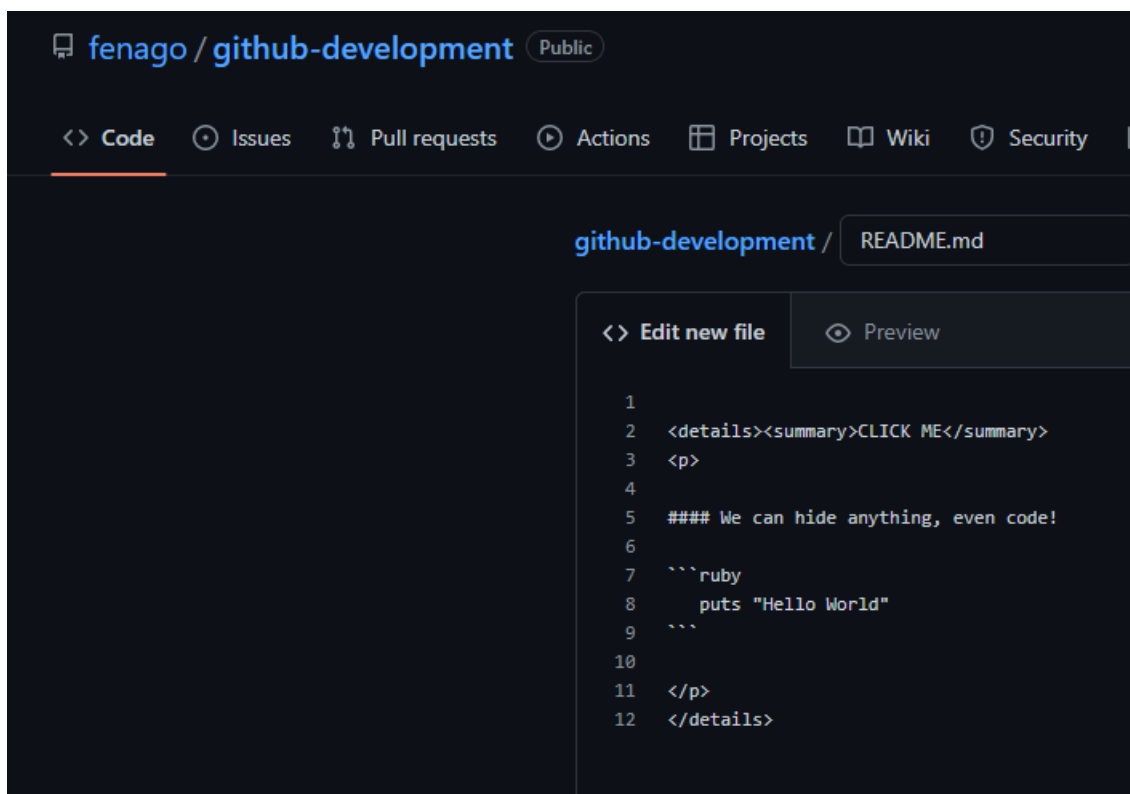 fenago / github-development Public
<> Code Issues Pull requests Actions Projects Wiki Security
github-development / README.md
<> Edit new file Preview
1
2 <details><summary>CLICK ME</summary>
3 <p>
4
5 #### We can hide anything, even code!
6
7 ```ruby
8    puts "Hello World"
9 ```
10
11 </p>
12 </details>